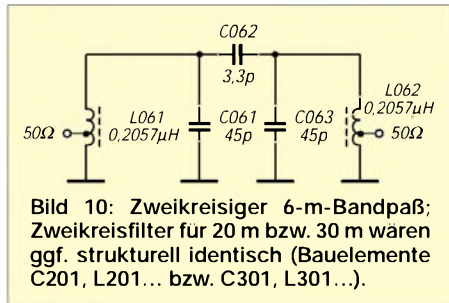 C062
3,3p
L061
0,2057µH
C061
45p
C063
45p
L062
0,2057µH
50Ω
50Ω
Bild 10: Zweikreisiger 6-m-Bandpaß;
Zweikreisfilter für 20 m bzw. 30 m wären
ggf. strukturell identisch (Bauelemente
C201, L201... bzw. C301, L301...).